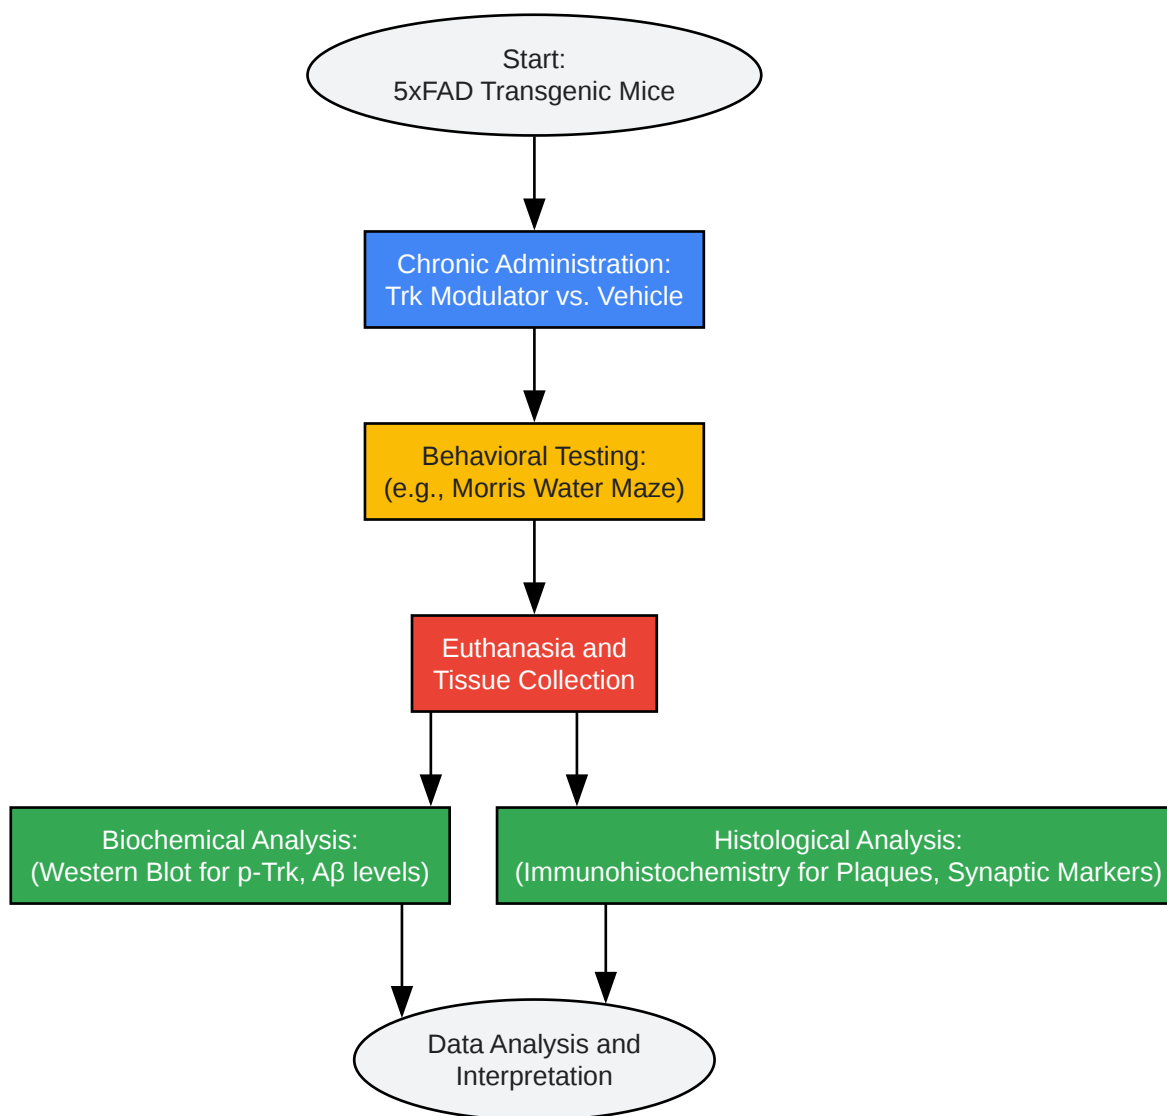 Start:
5xFAD Transgenic Mice
Chronic Administration:
Trk Modulator vs. Vehicle
Behavioral Testing:
(e.g., Morris Water Maze)
Euthanasia and
Tissue Collection
Biochemical Analysis:
(Western Blot for p-Trk, Aβ levels)
Histological Analysis:
(Immunohistochemistry for Plaques, Synaptic Markers)
Data Analysis and
Interpretation